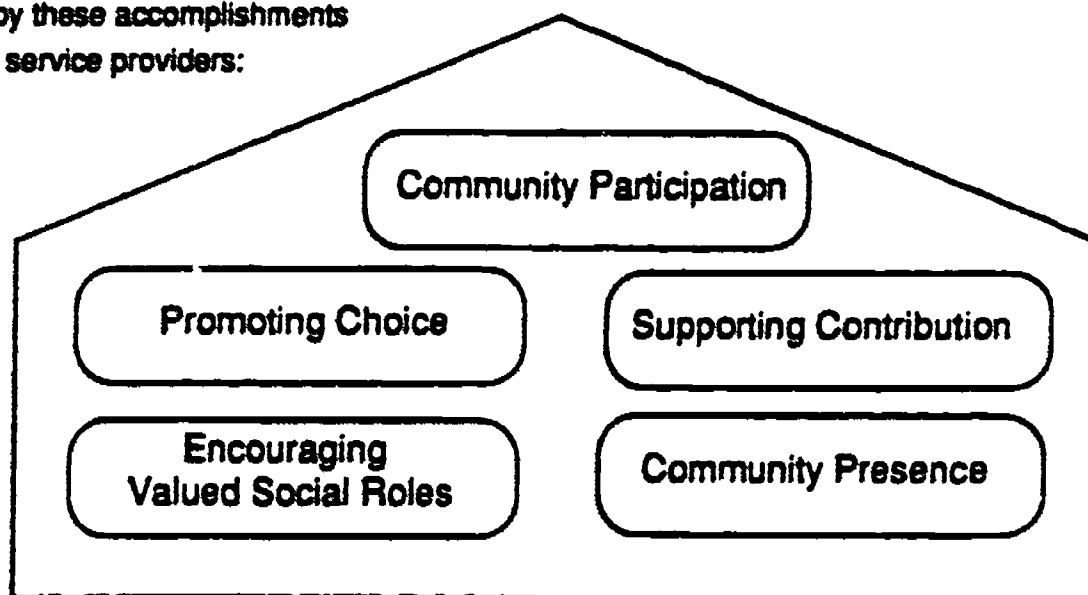 by these accomplishments
service providers:
Community Participation
Promoting Choice
Supporting Contribution
Encouraging
Valued Social Roles
Community Presence